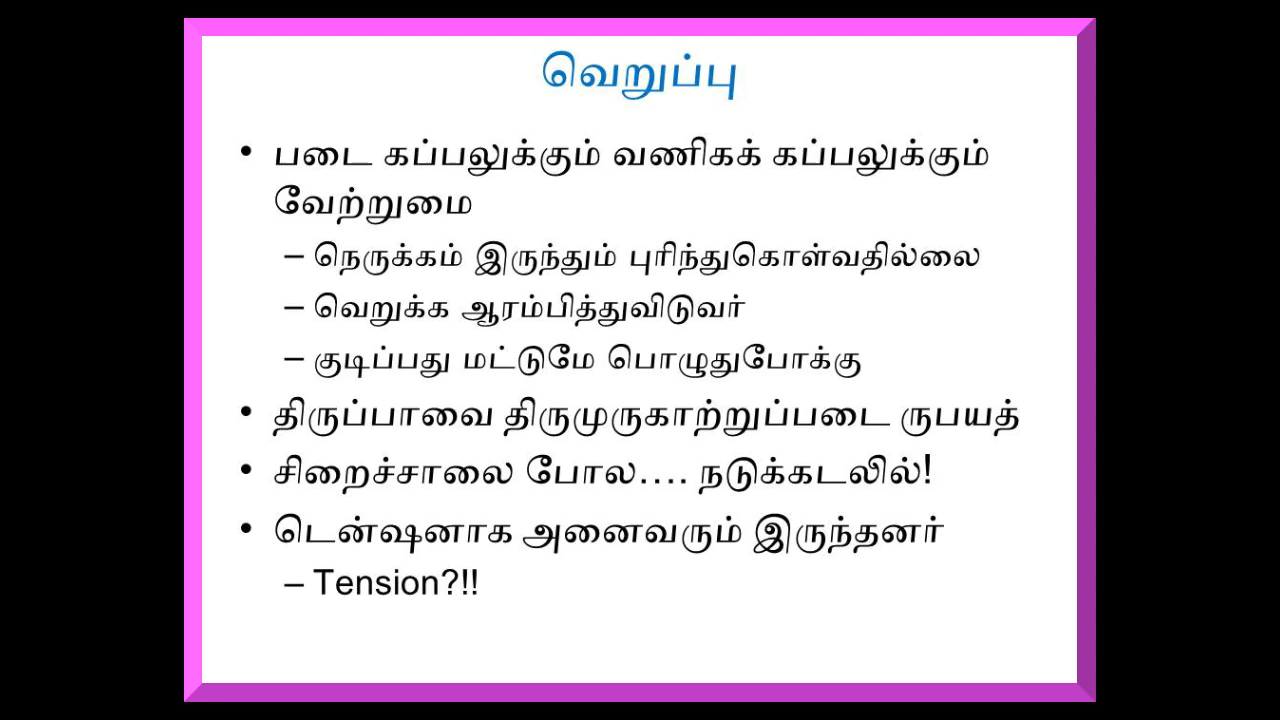 வெறுப்பு
• படை கப்பலுக்கும் வணிகக் கப்பலுக்கும்
வேற்றுமை
– நெருக்கம் இருந்தும் புரிந்துகொள்வதில்லை
– வெறுக்க ஆரம்பித்துவிடுவர்
– குடிப்பது மட்டுமே பொழுதுபோக்கு
• திருப்பாவை திருமுருகாற்றுப்படை ருபயத்
• சிறைச்சாலை போல.... நடுக்கடலில்!
• டென்ஷனாக அனைவரும் இருந்தனர்
– Tension?!!